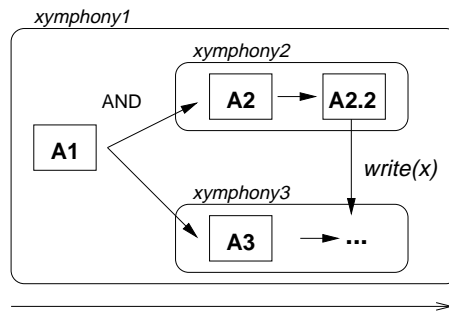 xymphony1
xymphony2
AND
A2
A2.2
A1
write(x)
xymphony3
A3
...